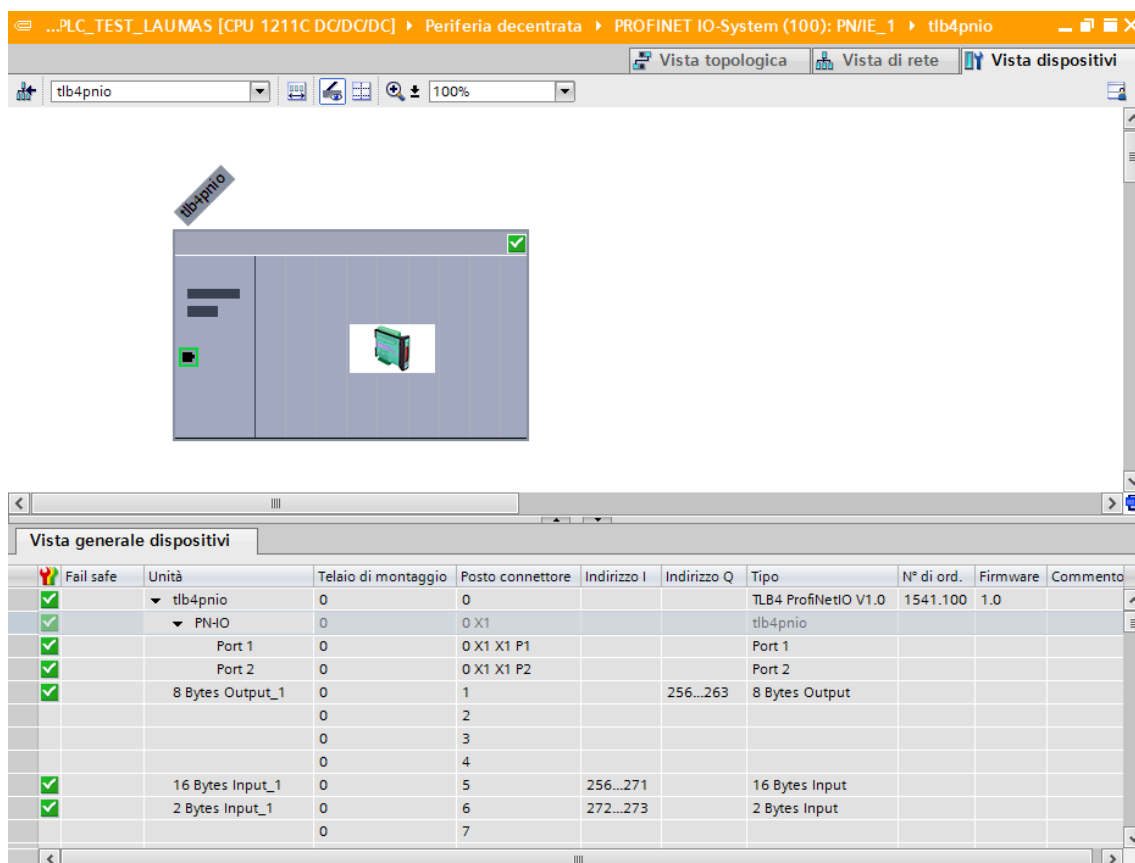 ...PLC_TEST_LAUMAS [CPU 1211C DC/DC/DC] Periferia decentrata PROFINET IO-System (100): PN/IE_1 tlb4pnio
Vista topologica Vista di rete Vista dispositivi
tlb4pnio 100%
tlb4pnio
Vista generale dispositivi
Fail safe Unità Telaio di montaggio Posto connettore Indirizzo I Indirizzo Q Tipo N° di ord. Firmware Commento
tlb4pnio 0 0 TLB4 ProfiNetIO V1.0 1541.100 1.0
PN-IO 0 0 X1 tlb4pnio
Port 1 0 0 X1 X1 P1 Port 1
Port 2 0 0 X1 X1 P2 Port 2
8 Bytes Output_1 0 1 256...263 8 Bytes Output
0 2
0 3
0 4
16 Bytes Input_1 0 5 256...271 16 Bytes Input
2 Bytes Input_1 0 6 272...273 2 Bytes Input
0 7